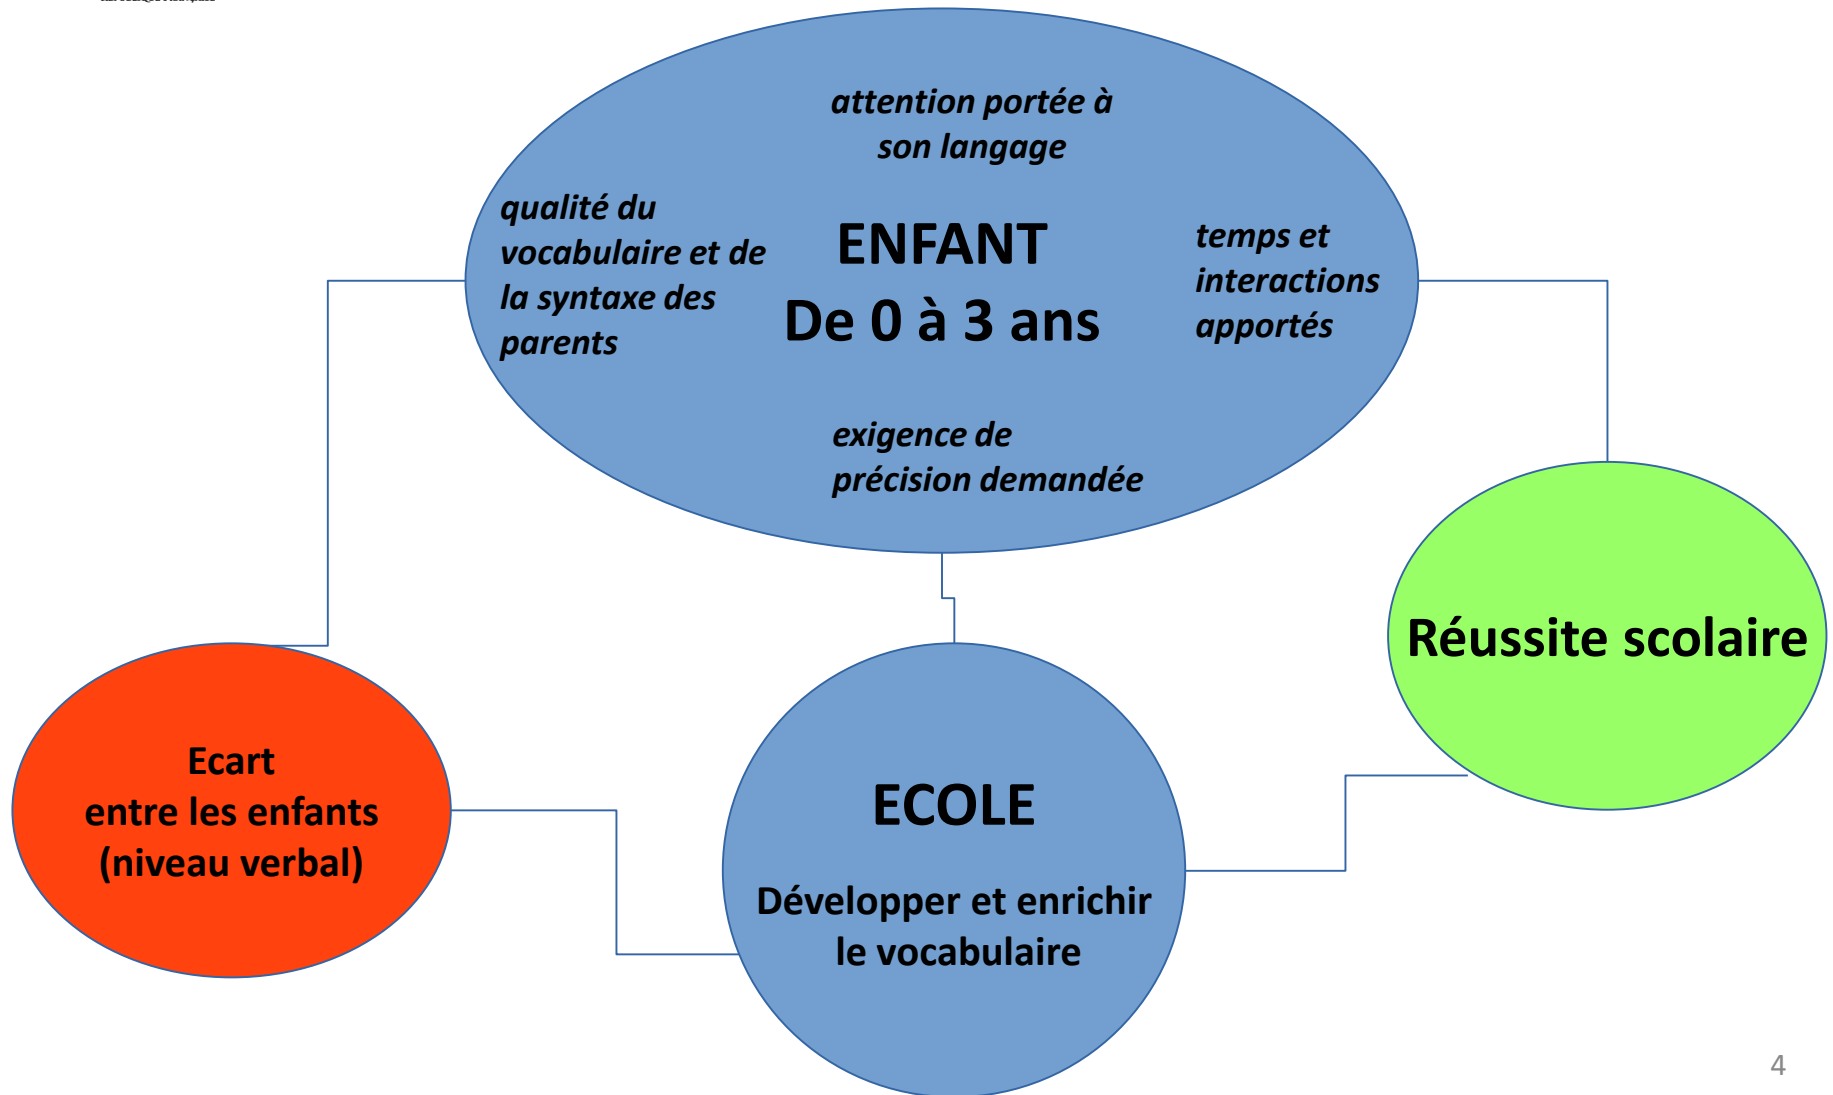 attention portée à
son langage
qualité du
vocabulaire et de
la syntaxe des
parents
ENFANT
De 0 à 3 ans
temps et
interactions
apportés
exigence de
précision demandée
Réussite scolaire
Ecart
entre les enfants
(niveau verbal)
ECOLE
Développer et enrichir
le vocabulaire
4